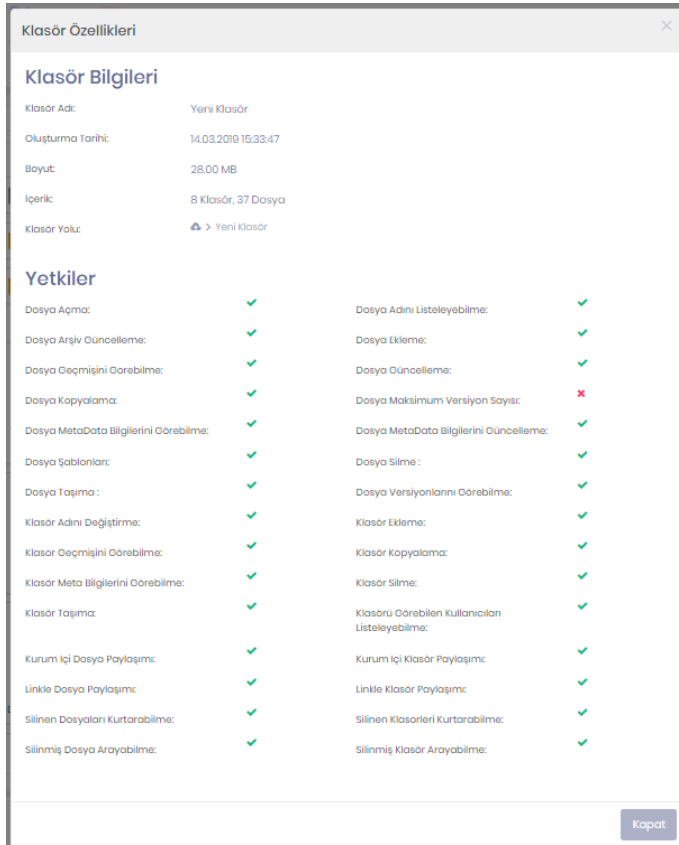 Klasör Özellikleri
Klasör Bilgileri
Klasör Adı: Yeni Klasör
Oluşturma Tarihi: 14.03.2019 15:33:47
Boyut: 28,00 MB
İçerik: 8 Klasör, 37 Dosya
Klasör Yolu: > Yeni Klasör
Yetkiler
Dosya Açma: Dosya Adını Listeleyebilme:
Dosya Arşiv Güncelleme: Dosya Ekleme:
Dosya Geçmişini Gorebilme: Dosya Güncelleme:
Dosya Kopyalama: Dosya Maksimum Versiyon Sayısı:
Dosya MetaData Bilgilerini Görebilme: Dosya MetaData Bilgilerini Güncelleme:
Dosya Şablonları: Dosya Silme :
Dosya Taşıma : Dosya Versiyonlarını Görebilme:
Klasör Adını Değiştirme: Klasör Ekleme:
Klasor Geçmişini Görebilme: Klasör Kopyalama:
Klasör Meta Bilgilerini Görebilme: Klasör Silme:
Klasör Taşıma: Klasörü Görebilen Kullanıcıları
Listeleyebilme:
Kurum Içi Dosya Paylaşımı: Kurum Içi Klasör Paylaşımı:
Linkle Dosya Paylaşımı: Linkle Klasör Paylaşımı:
Silinen Dosyaları Kurtarabilme: Silinen Klasorleri Kurtarabilme:
Silinmiş Dosya Arayabilme: Silinmiş Klasör Arayabilme:
Kapat